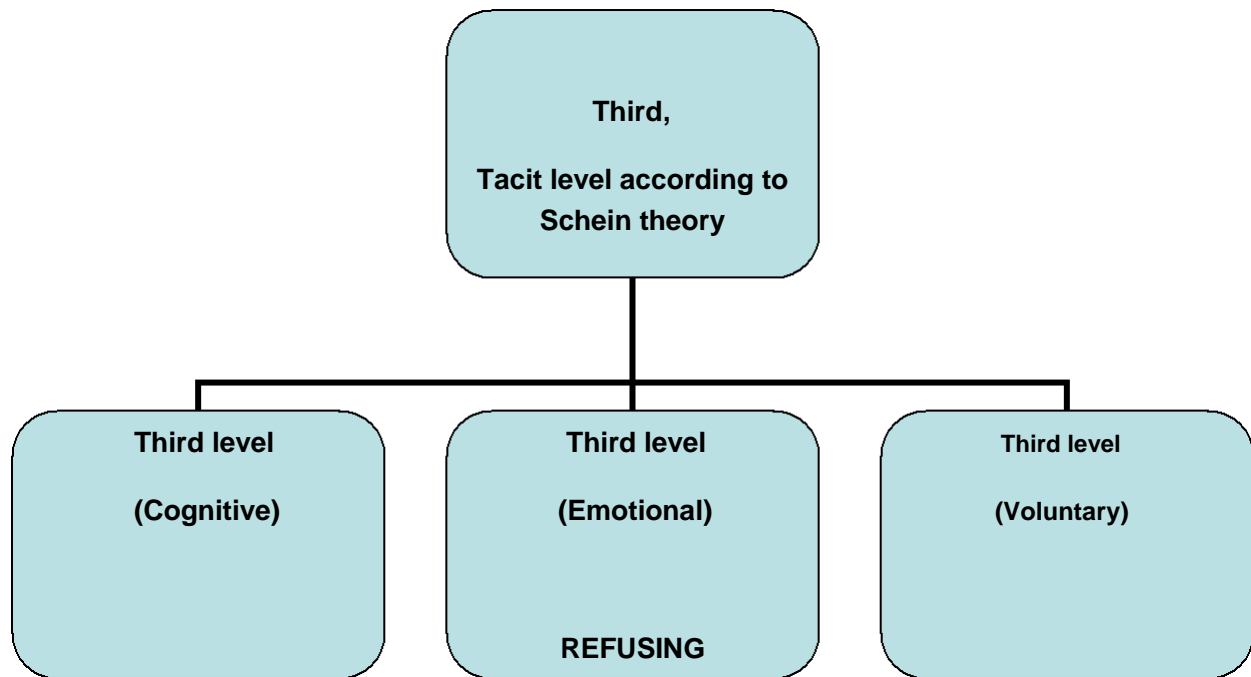 Third,
Tacit level according to
Schein theory
Third level
(Cognitive)
Third level
(Emotional)
REFUSING
Third level
(Voluntary)